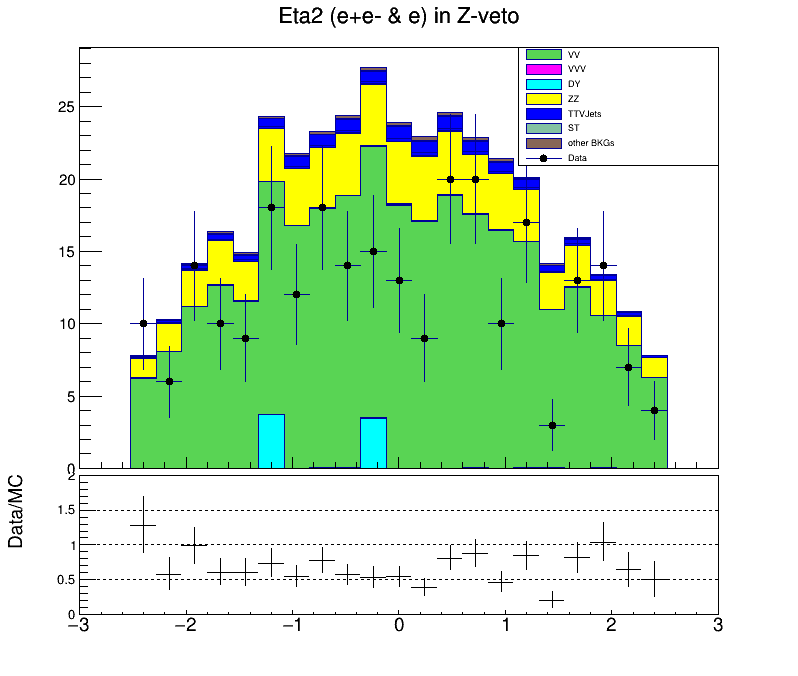 Eta2 (e+e- & e) in Z-veto
VV
VVV
DY
ZZ
TTVJets
ST
other BKGs
Data
25
20
15
10
5
0
Data/MC
2
1.5
1
0.5
0
−3 −2 −1 0 1 2 3